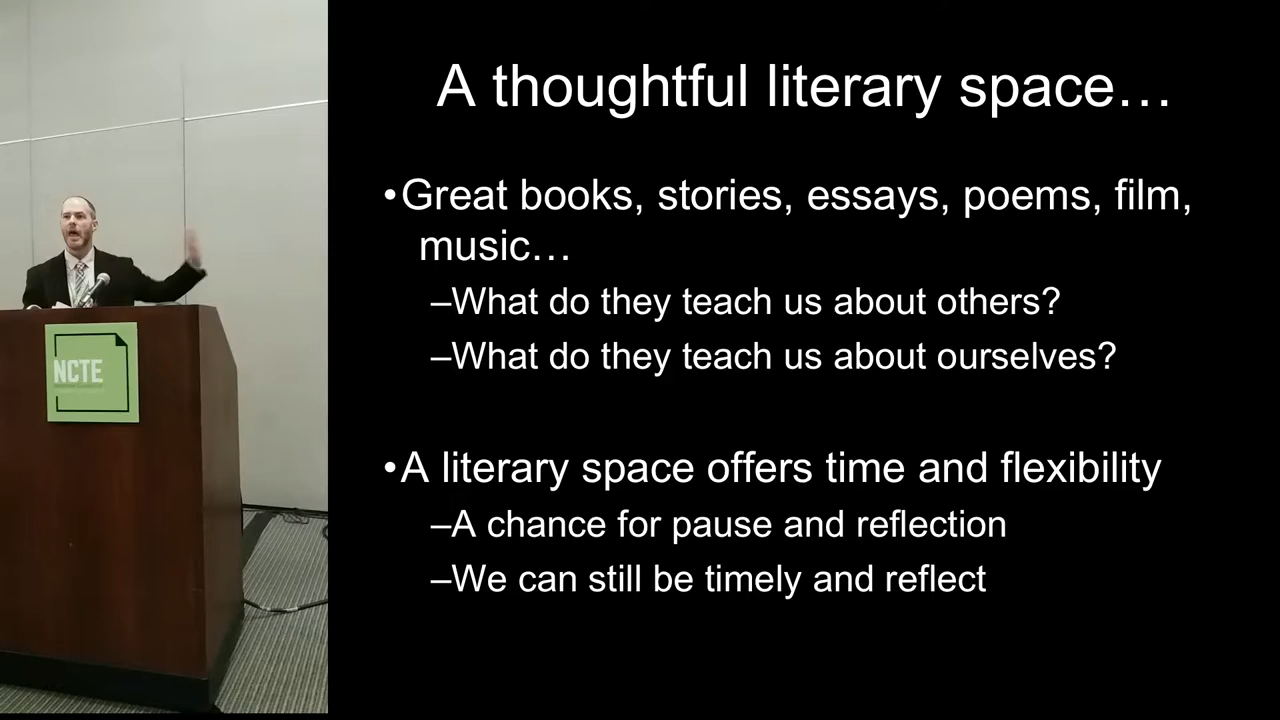 A thoughtful literary space…
•Great books, stories, essays, poems, film,
music…
–What do they teach us about others?
–What do they teach us about ourselves?
•A literary space offers time and flexibility
–A chance for pause and reflection
–We can still be timely and reflect
NCTE